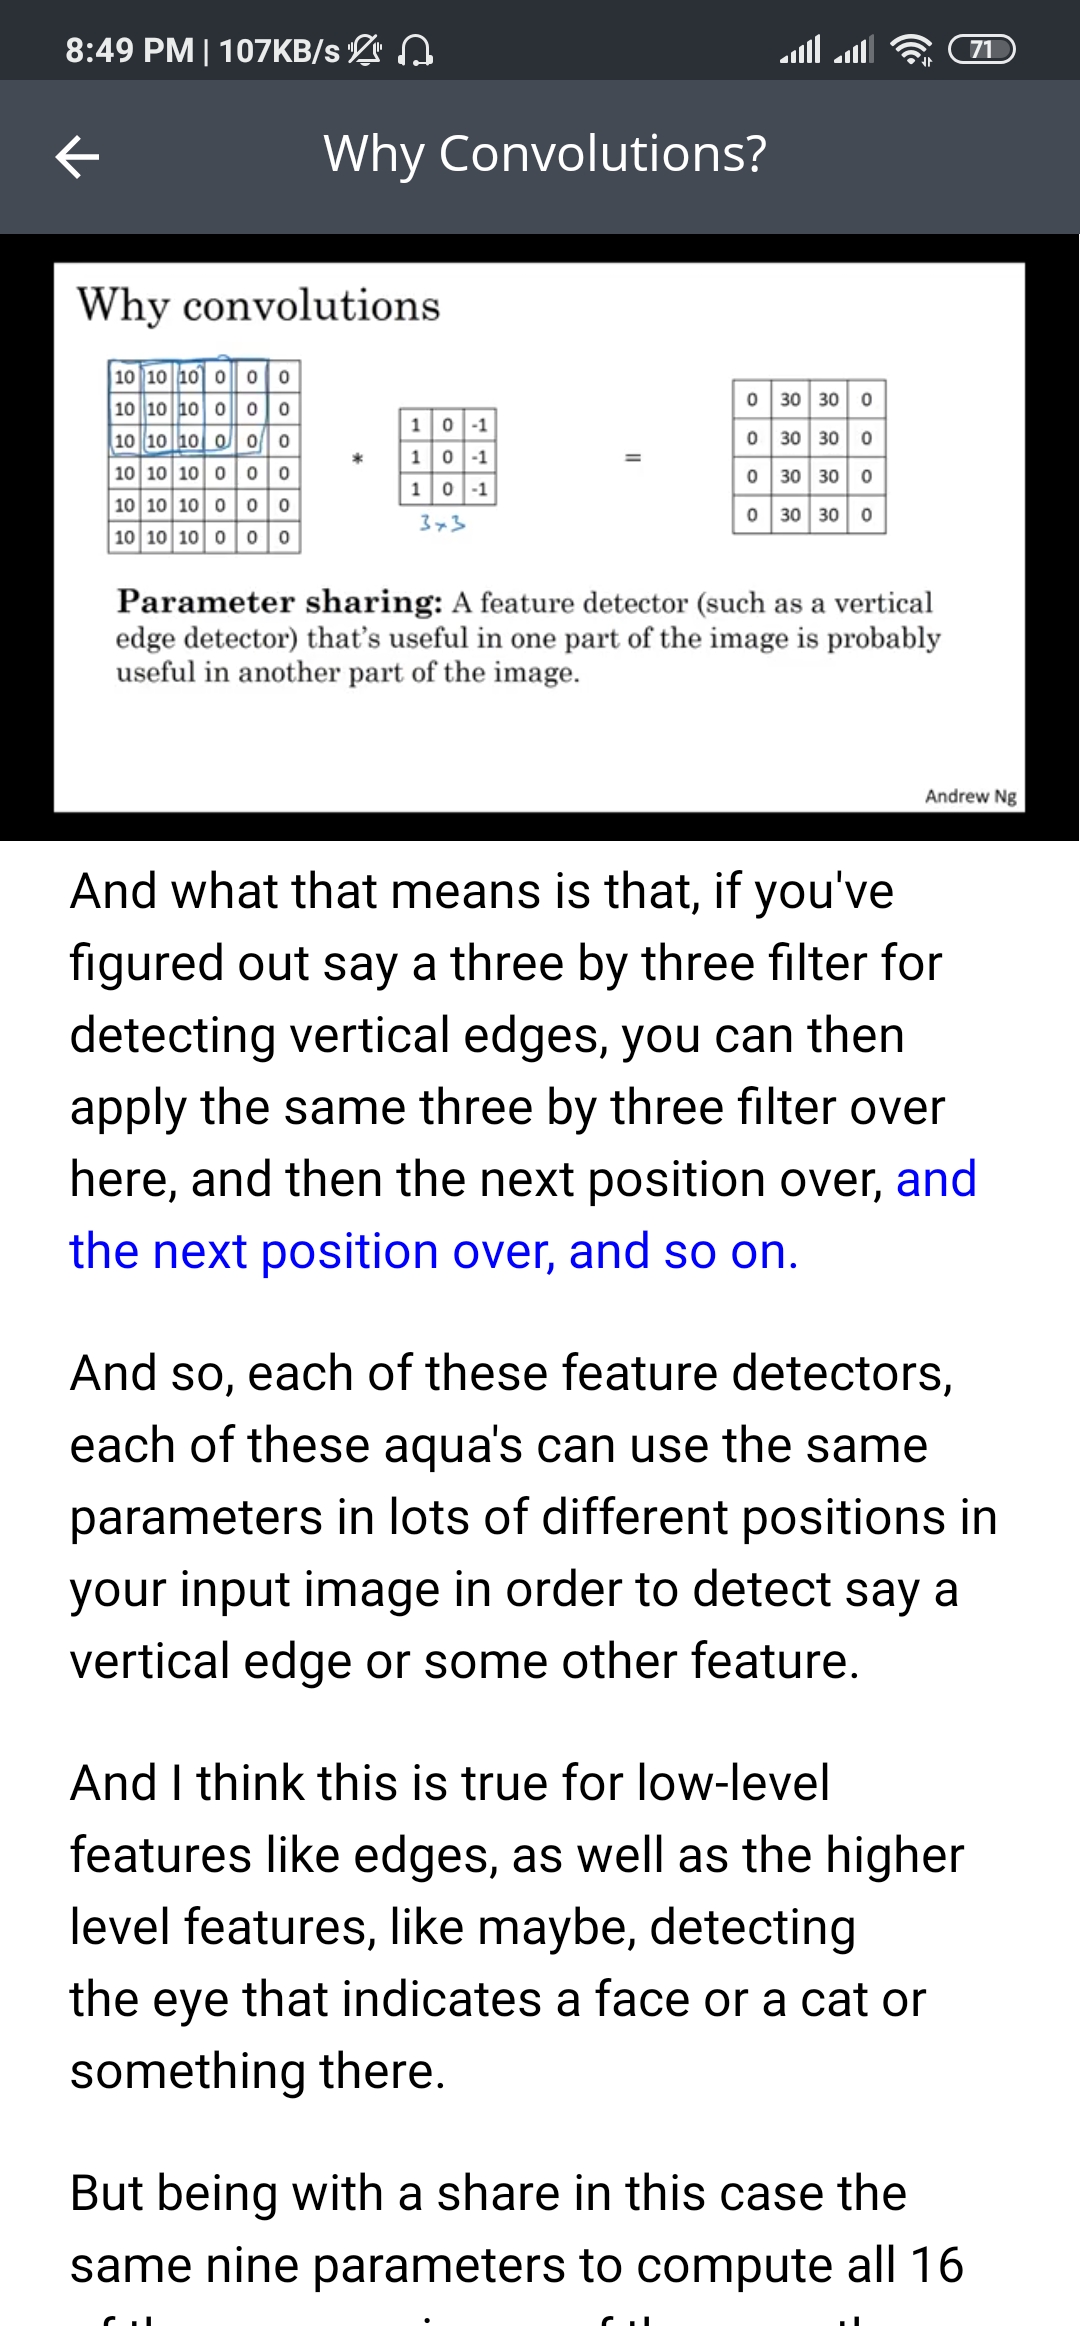 8:49 PM | 107KB/s
71
Why Convolutions?
Why convolutions
10 10 10 0 0 0
10 10 10 0 0 0
10 10 10 0 0 0
10 10 10 0 0 0
10 10 10 0 0 0
10 10 10 0 0 0
*
1 0 -1
1 0 -1
1 0 -1
3×3
=
0 30 30 0
0 30 30 0
0 30 30 0
0 30 30 0
Parameter sharing: A feature detector (such as a vertical
edge detector) that's useful in one part of the image is probably
useful in another part of the image.
Andrew Ng
And what that means is that, if you've
figured out say a three by three filter for
detecting vertical edges, you can then
apply the same three by three filter over
here, and then the next position over, and
the next position over, and so on.
And so, each of these feature detectors,
each of these aqua's can use the same
parameters in lots of different positions in
your input image in order to detect say a
vertical edge or some other feature.
And I think this is true for low-level
features like edges, as well as the higher
level features, like maybe, detecting
the eye that indicates a face or a cat or
something there.
But being with a share in this case the
same nine parameters to compute all 16